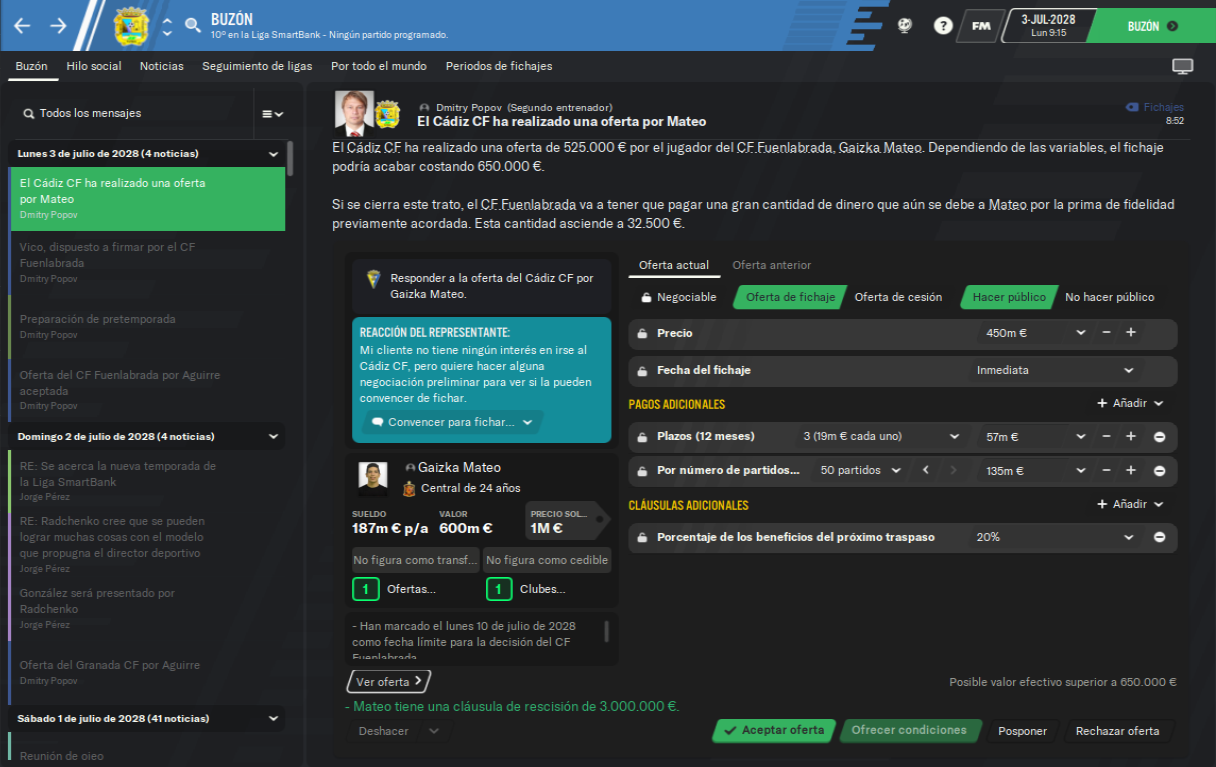 BUZÓN
10º en la Liga SmartBank - Ningún partido programado.
FM
3-JUL-2028
Lun 9:15
BUZÓN
Buzón
Hilo social
Noticias
Seguimiento de ligas
Por todo el mundo
Periodos de fichajes
Todos los mensajes
Lunes 3 de julio de 2028 (4 noticias)
El Cádiz CF ha realizado una oferta
por Mateo
Dmitry Popov
Vico, dispuesto a firmar por el CF
Fuenlabrada
Dmitry Popov
Preparación de pretemporada
Dmitry Popov
Oferta del CF Fuenlabrada por Aguirre
aceptada
Dmitry Popov
Domingo 2 de julio de 2028 (4 noticias)
RE: Se acerca la nueva temporada de
la Liga SmartBank
Jorge Pérez
RE: Radchenko cree que se pueden
lograr muchas cosas con el modelo
que propugna el director deportivo
Jorge Pérez
González será presentado por
Radchenko
Jorge Pérez
Oferta del Granada CF por Aguirre
Dmitry Popov
Sábado 1 de julio de 2028 (41 noticias)
Reunión de ojeo
Dmitry Popov (Segundo entrenador)
El Cádiz CF ha realizado una oferta por Mateo
Fichajes
8:52
El Cádiz CF ha realizado una oferta de 525.000 € por el jugador del CF Fuenlabrada, Gaizka Mateo. Dependiendo de las variables, el fichaje
podría acabar costando 650.000 €.
Si se cierra este trato, el CF Fuenlabrada va a tener que pagar una gran cantidad de dinero que aún se debe a Mateo por la prima de fidelidad
previamente acordada. Esta cantidad asciende a 32.500 €.
Responder a la oferta del Cádiz CF por
Gaizka Mateo.
REACCIÓN DEL REPRESENTANTE:
Mi cliente no tiene ningún interés en irse al
Cádiz CF, pero quiere hacer alguna
negociación preliminar para ver si la pueden
convencer de fichar.
Convencer para fichar...
Gaizka Mateo
Central de 24 años
SUELDO
187m € p/a
VALOR
600m €
PRECIO SOL...
1M €
No figura como transf...
No figura como cedible
1 Ofertas...
1 Clubes...
- Han marcado el lunes 10 de julio de 2028
como fecha límite para la decisión del CF
Fuenlabrada
Ver oferta
- Mateo tiene una cláusula de rescisión de 3.000.000 €.
Deshacer
Oferta actual
Oferta anterior
Negociable
Oferta de fichaje
Oferta de cesión
Hacer público
No hacer público
Precio
450m €
Fecha del fichaje
Inmediata
PAGOS ADICIONALES
Añadir
Plazos (12 meses)
3 (19m € cada uno)
57m €
Por número de partidos...
50 partidos
135m €
CLÁUSULAS ADICIONALES
Añadir
Porcentaje de los beneficios del próximo traspaso
20%
Posible valor efectivo superior a 650.000 €
Aceptar oferta
Ofrecer condiciones
Posponer
Rechazar oferta